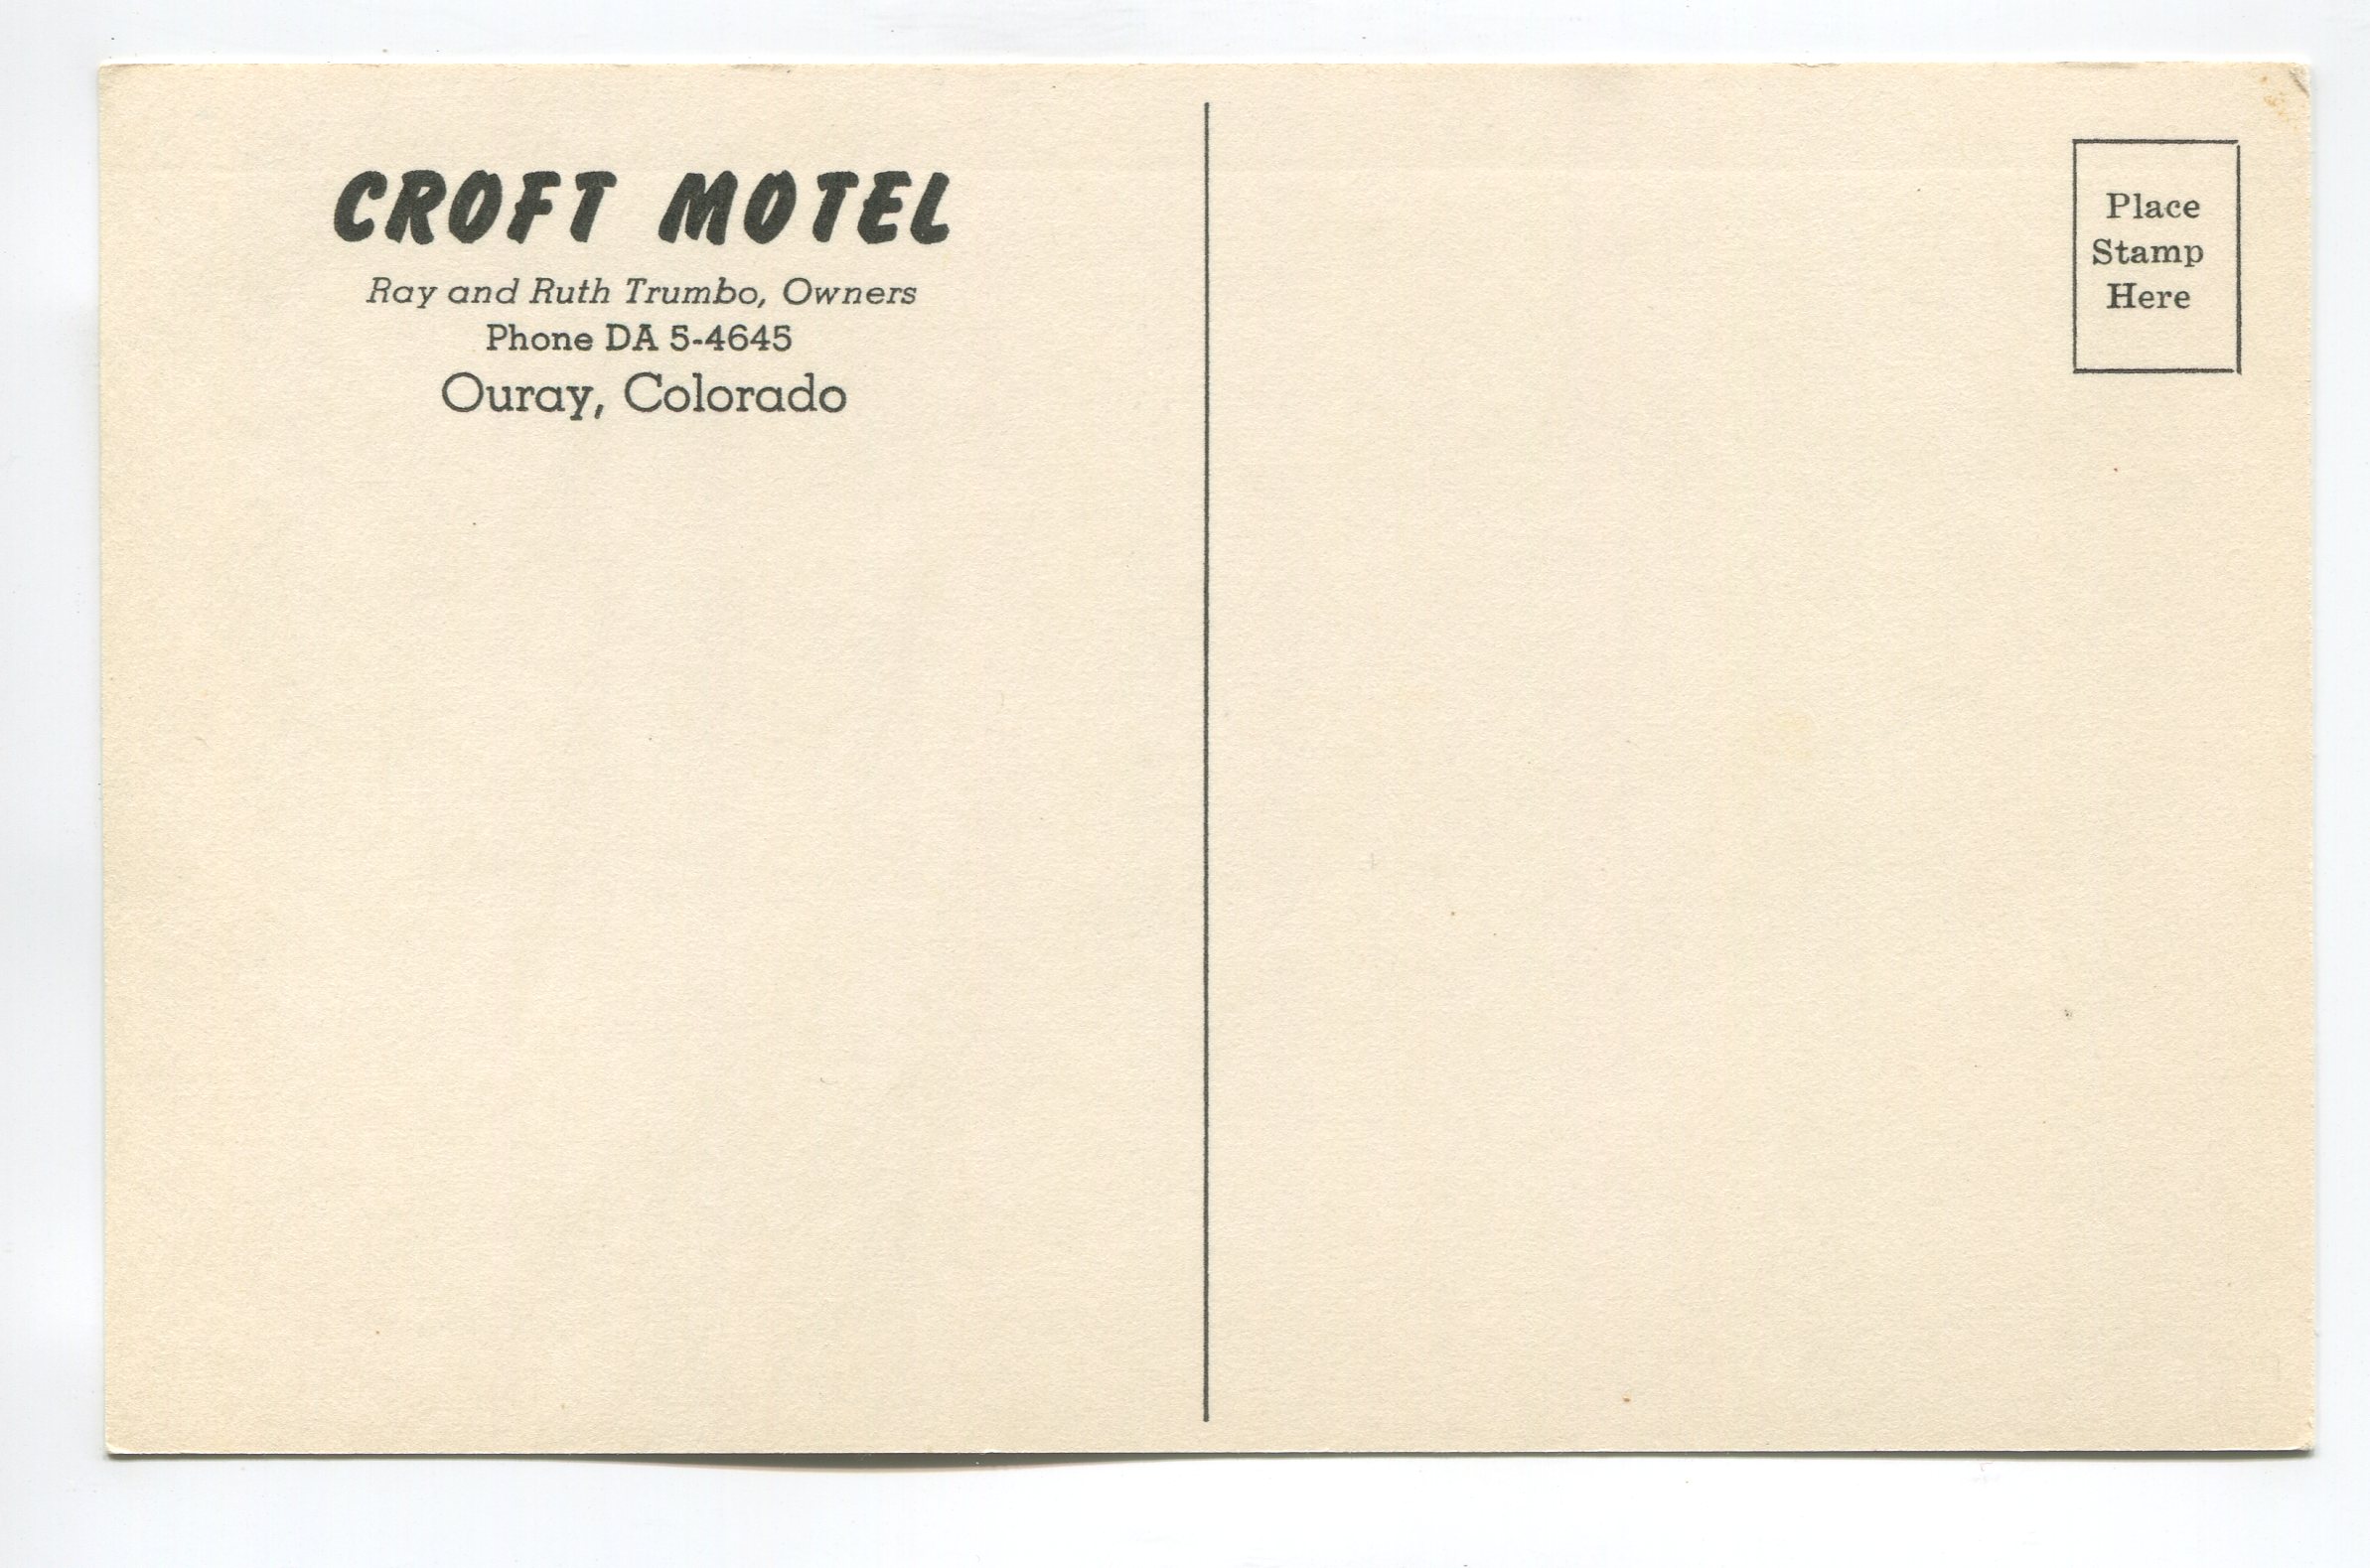 CROFT MOTEL
Ray and Ruth Trumbo, Owners
Phone DA 5-4645
Ouray, Colorado
Place
Stamp
Here